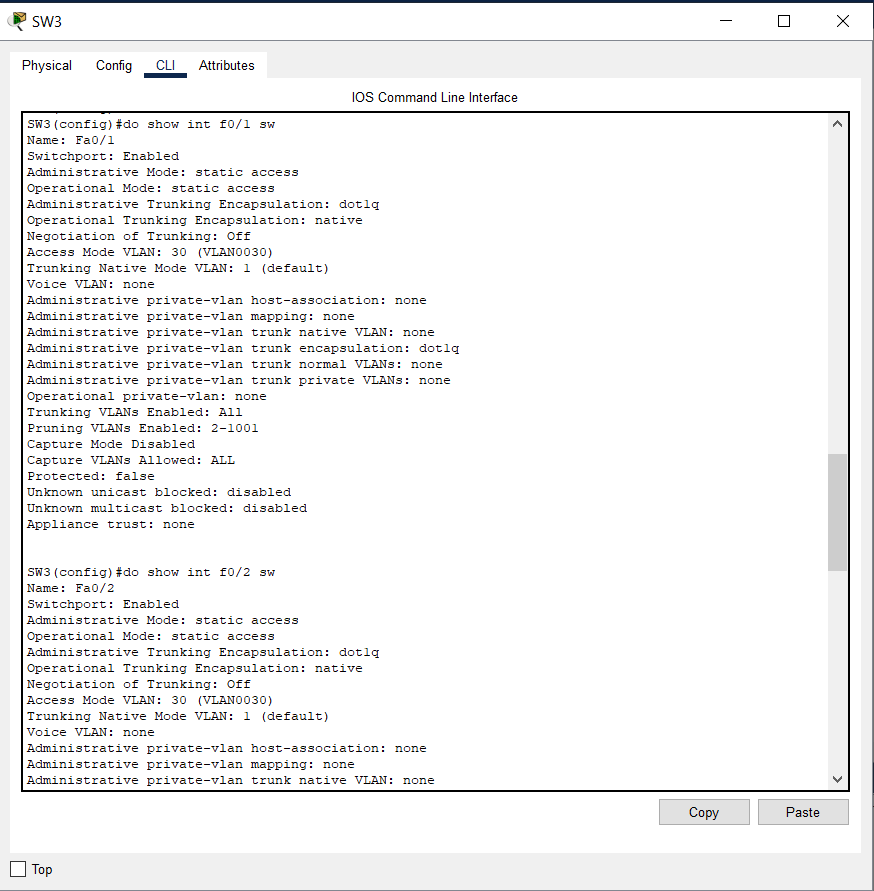 SW3
Physical Config CLI Attributes
IOS Command Line Interface
SW3(config)#do show int f0/1 sw
Name: Fa0/1
Switchport: Enabled
Administrative Mode: static access
Operational Mode: static access
Administrative Trunking Encapsulation: dot1q
Operational Trunking Encapsulation: native
Negotiation of Trunking: Off
Access Mode VLAN: 30 (VLAN0030)
Trunking Native Mode VLAN: 1 (default)
Voice VLAN: none
Administrative private-vlan host-association: none
Administrative private-vlan mapping: none
Administrative private-vlan trunk native VLAN: none
Administrative private-vlan trunk encapsulation: dot1q
Administrative private-vlan trunk normal VLANs: none
Administrative private-vlan trunk private VLANs: none
Operational private-vlan: none
Trunking VLANs Enabled: All
Pruning VLANs Enabled: 2-1001
Capture Mode Disabled
Capture VLANs Allowed: ALL
Protected: false
Unknown unicast blocked: disabled
Unknown multicast blocked: disabled
Appliance trust: none
SW3(config)#do show int f0/2 sw
Name: Fa0/2
Switchport: Enabled
Administrative Mode: static access
Operational Mode: static access
Administrative Trunking Encapsulation: dot1q
Operational Trunking Encapsulation: native
Negotiation of Trunking: Off
Access Mode VLAN: 30 (VLAN0030)
Trunking Native Mode VLAN: 1 (default)
Voice VLAN: none
Administrative private-vlan host-association: none
Administrative private-vlan mapping: none
Administrative private-vlan trunk native VLAN: none
Copy Paste
Top